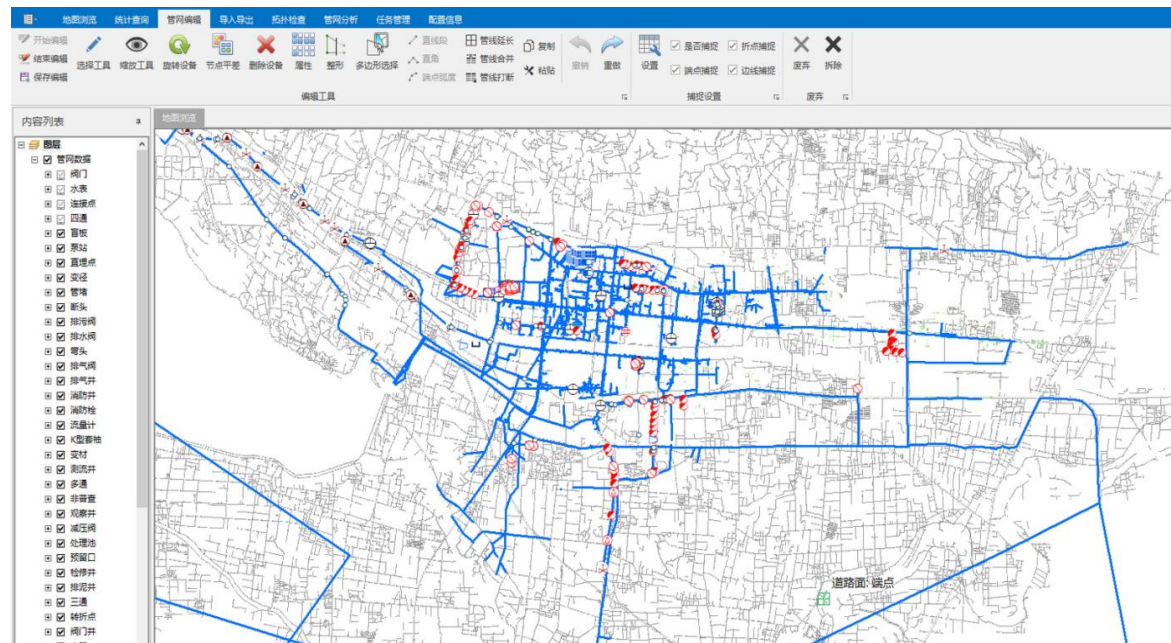 地图浏览 统计查询 管网编辑 导入导出 拓扑检查 管网分析 任务管理 配置信息
开始编辑 直线段 管线延长 复制 是否捕捉 折点捕捉
结束编辑 选择工具 缩放工具 旋转设备 节点平差 删除设备 属性 整形 多边形选择 直角 管线合并 撤销 重做 设置 废弃 拆除
保存编辑 端点弧度 管线打断 粘贴 端点捕捉 边线捕捉
编辑工具 捕捉设置 废弃
内容列表 地图浏览
图层
管网数据
阀门
水表
连接点
四通
盲板
泵站
直埋点
变径
管堵
断头
排污阀
排水阀
弯头
排气阀
排气井
消防井
消防栓
流量计
K型套袖
变材
测流井
多通
非普查
观察井
减压阀
处理池
预留口
检修井
排泥井
三通
转折点
阀门井
道路面: 端点